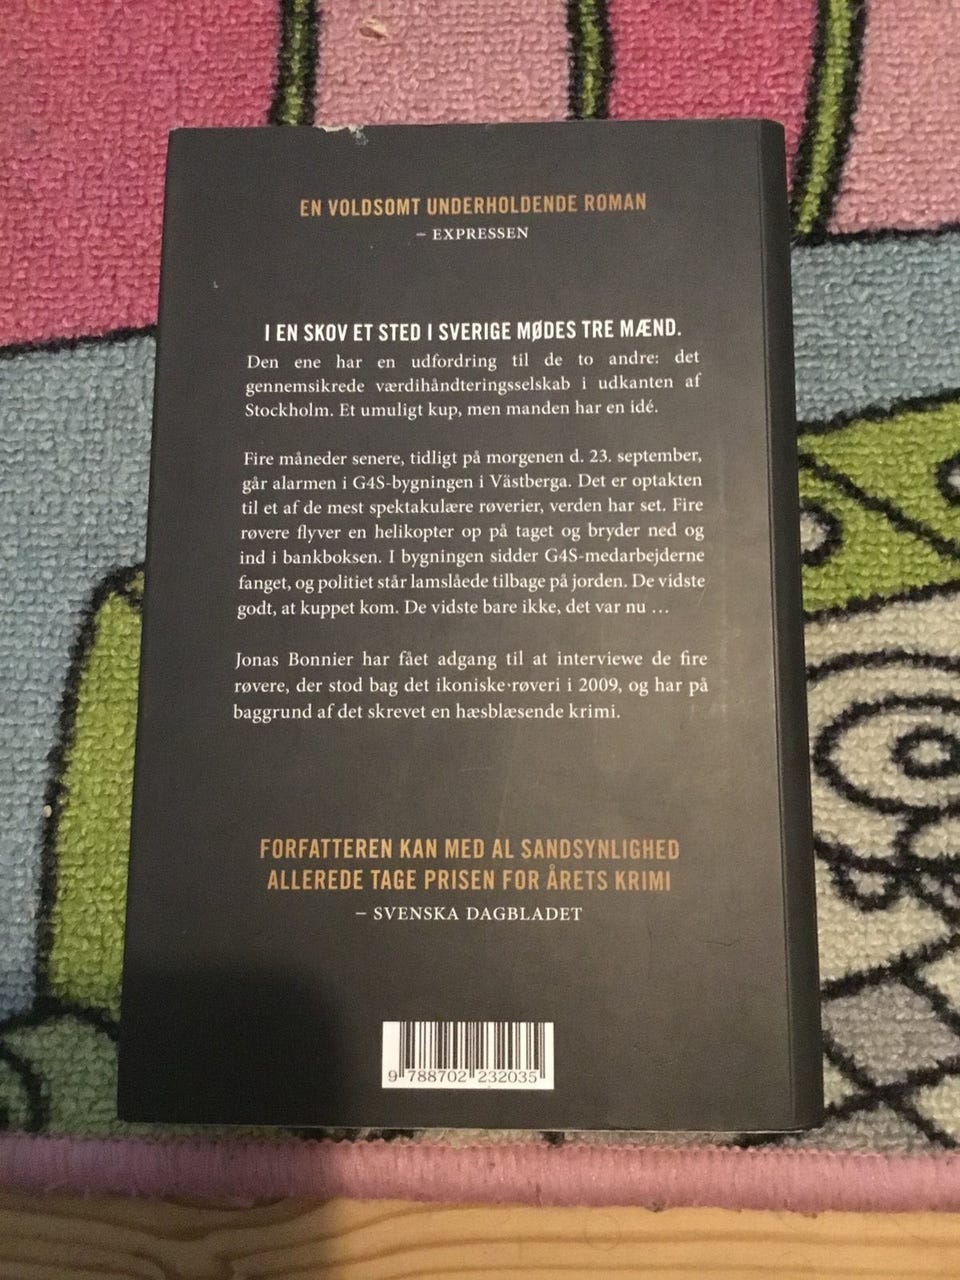 EN VOLDSOMT UNDERHOLDENDE ROMAN
– EXPRESSEN
I EN SKOV ET STED I SVERIGE MØDES TRE MÆND.
Den ene har en udfordring til de to andre: det
gennemsikrede værdihåndteringsselskab i udkanten af
Stockholm. Et umuligt kup, men manden har en idé.
Fire måneder senere, tidligt på morgenen d. 23. september,
går alarmen i G4S-bygningen i Västberga. Det er optakten
til et af de mest spektakulære røverier, verden har set. Fire
røvere flyver en helikopter op på taget og bryder ned og
ind i bankboksen. I bygningen sidder G4S-medarbejderne
fanget, og politiet står lamslåede tilbage på jorden. De vidste
godt, at kuppet kom. De vidste bare ikke, det var nu …
Jonas Bonnier har fået adgang til at interviewe de fire
røvere, der stod bag det ikoniske røveri i 2009, og har på
baggrund af det skrevet en hæsblæsende krimi.
FORFATTEREN KAN MED AL SANDSYNLIGHED
ALLEREDE TAGE PRISEN FOR ÅRETS KRIMI
– SVENSKA DAGBLADET
9 788702 232035